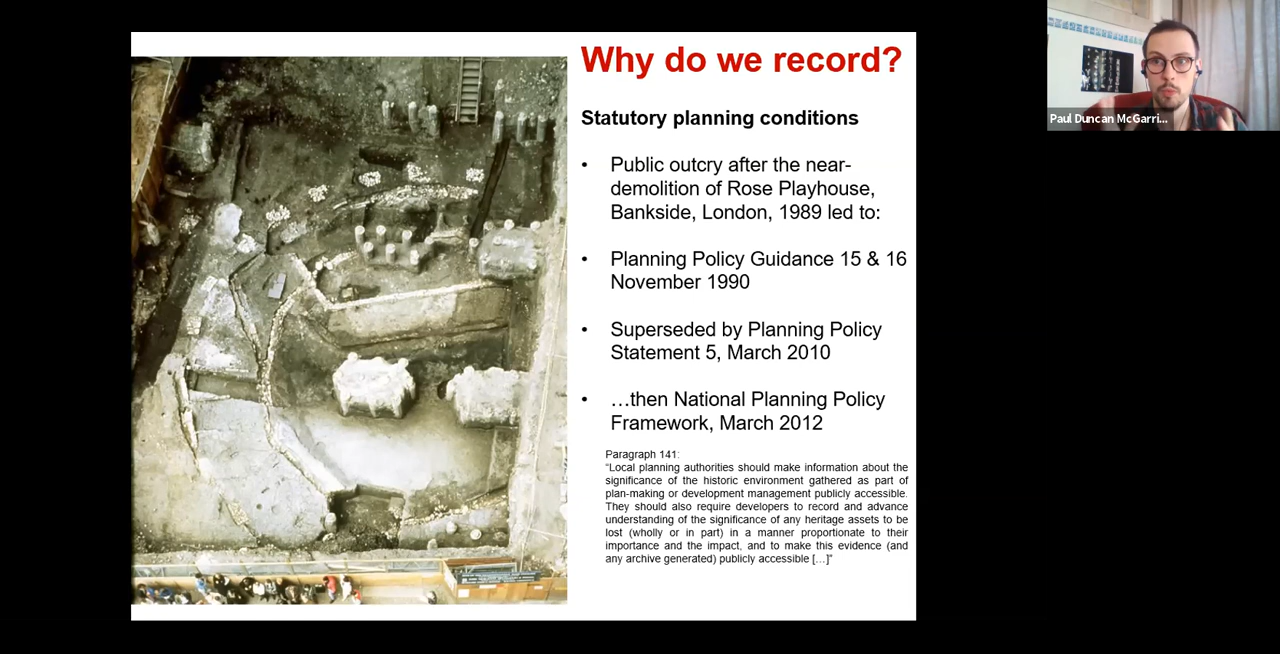 Why do we record?
Statutory planning conditions
• Public outcry after the near-
demolition of Rose Playhouse,
Bankside, London, 1989 led to:
• Planning Policy Guidance 15 & 16
November 1990
• Superseded by Planning Policy
Statement 5, March 2010
• …then National Planning Policy
Framework, March 2012
Paragraph 141:
“Local planning authorities should make information about the
significance of the historic environment gathered as part of
plan-making or development management publicly accessible.
They should also require developers to record and advance
understanding of the significance of any heritage assets to be
lost (wholly or in part) in a manner proportionate to their
importance and the impact, and to make this evidence (and
any archive generated) publicly accessible […]”
Paul Duncan McGarri...